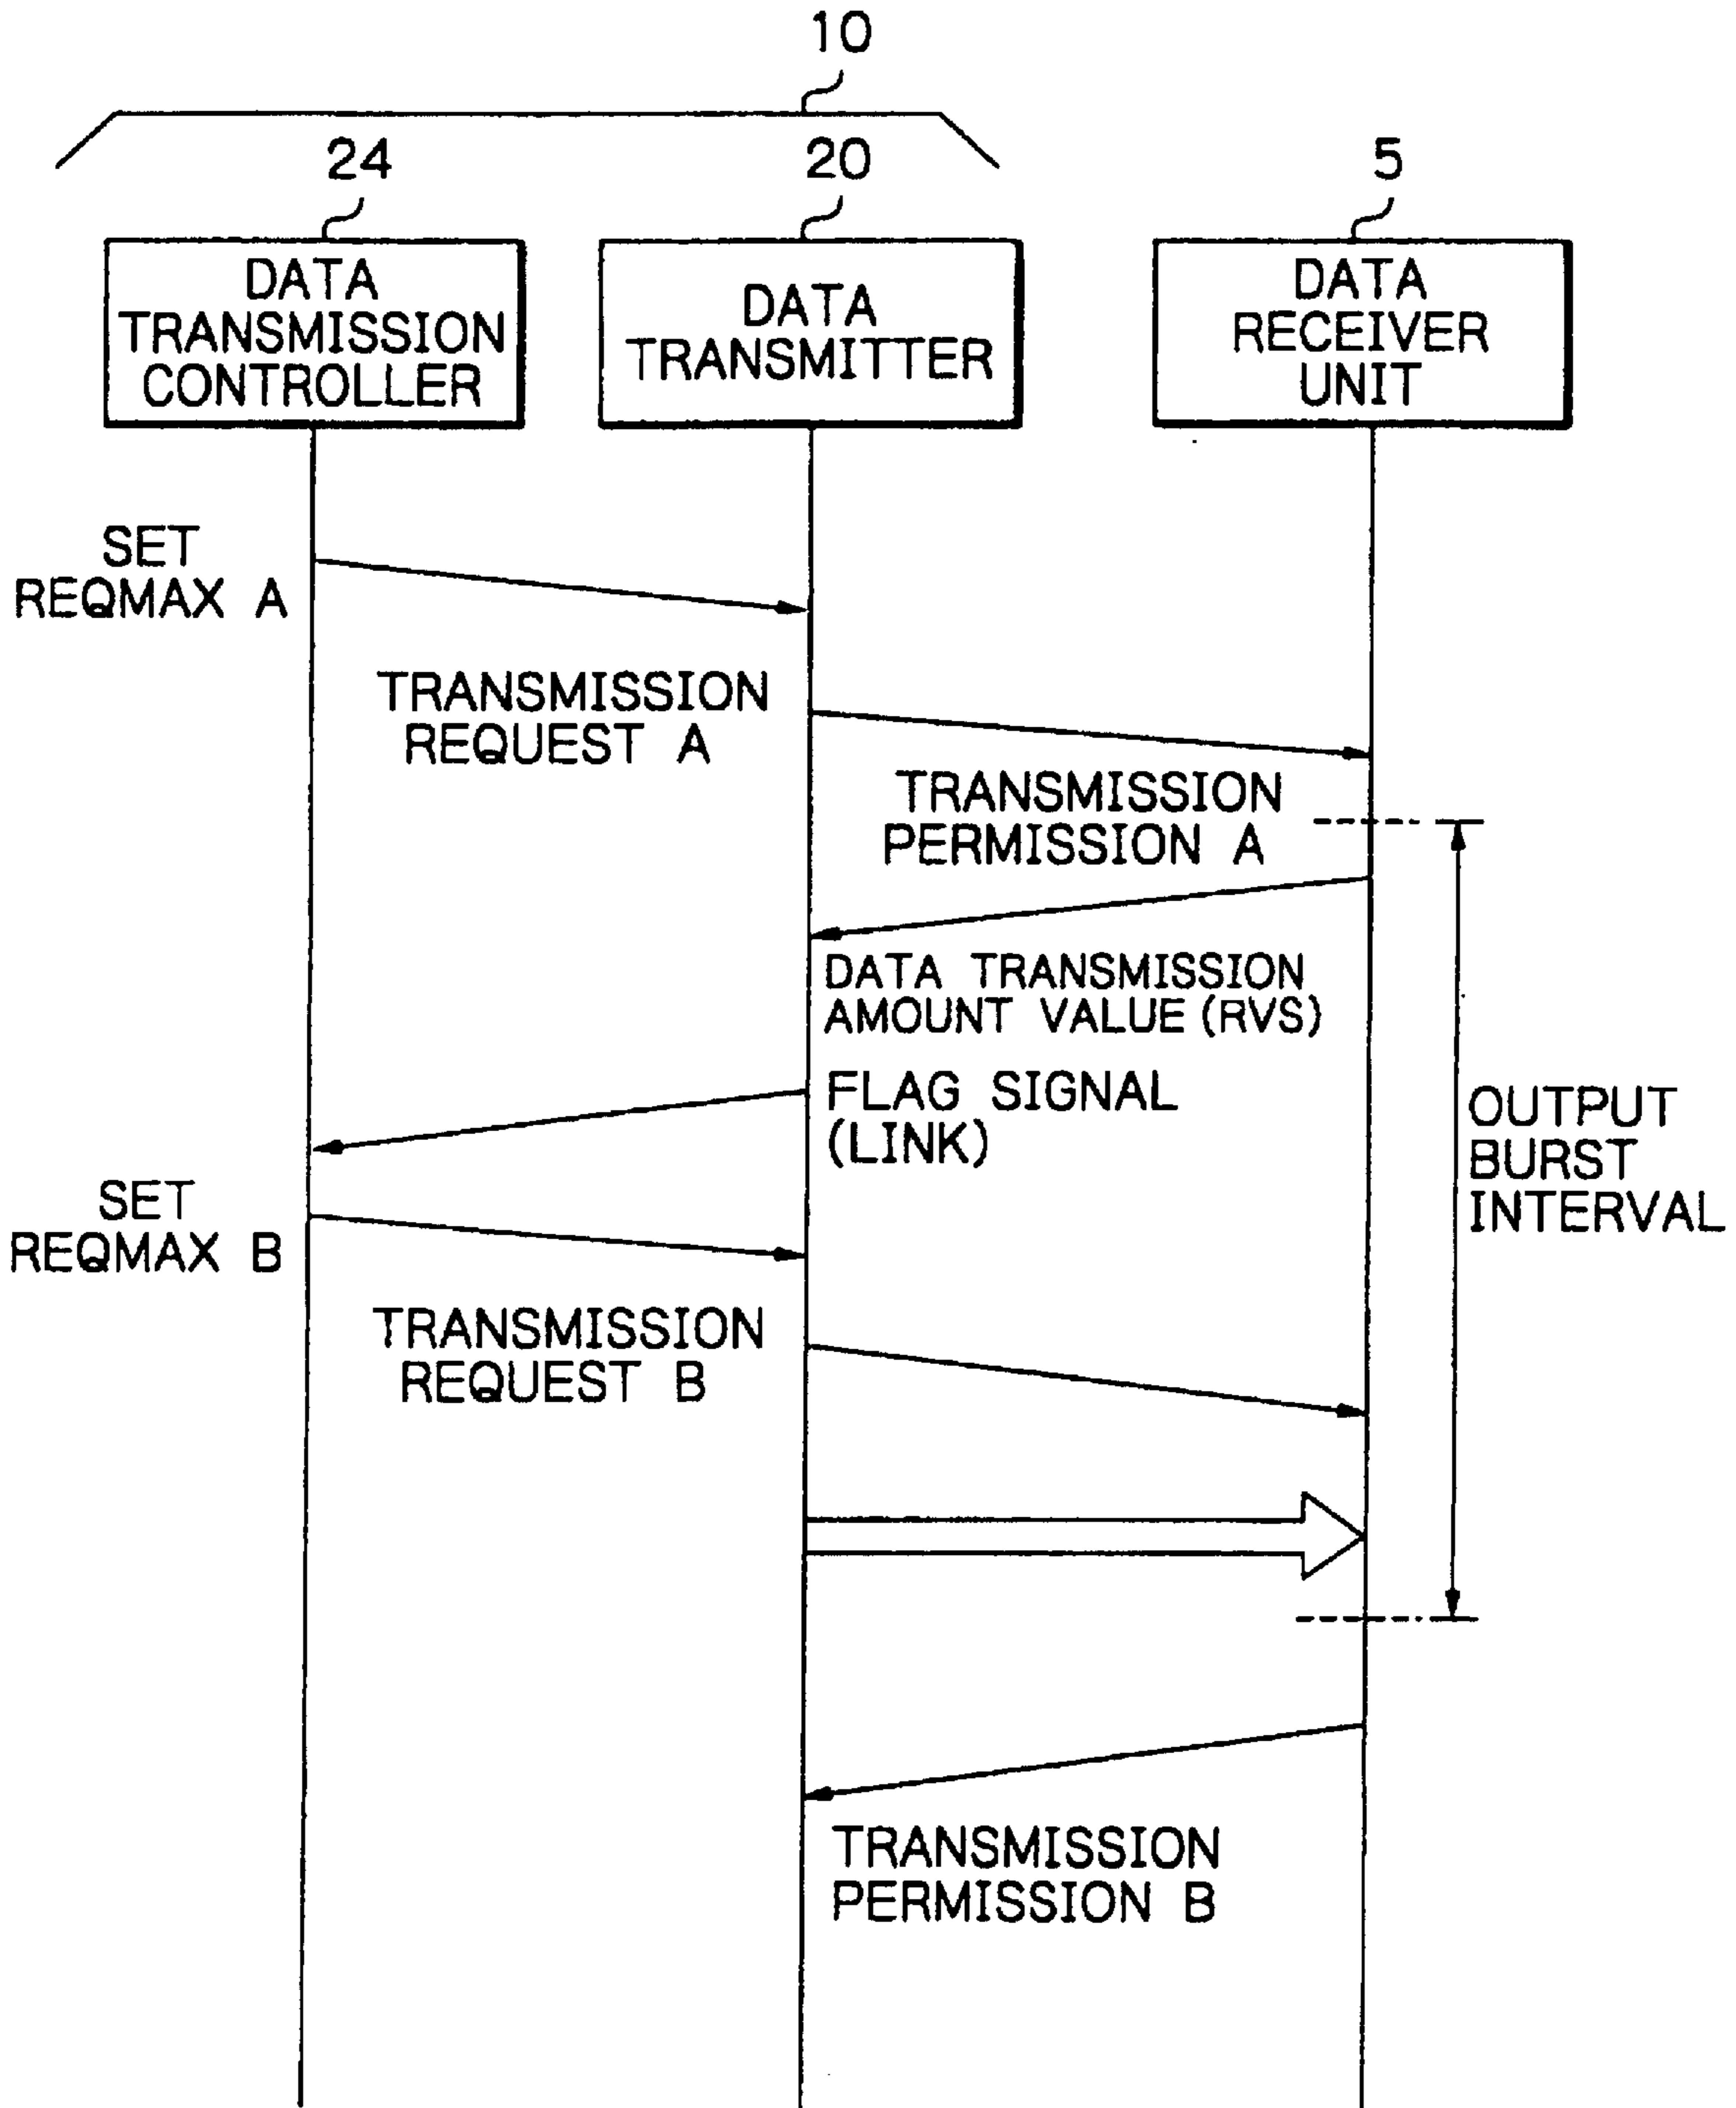 10
24
20
5
DATA
TRANSMISSION
CONTROLLER
DATA
TRANSMITTER
DATA
RECEIVER
UNIT
SET
REQMAX A
TRANSMISSION
REQUEST A
TRANSMISSION
PERMISSION A
DATA TRANSMISSION
AMOUNT VALUE (RVS)
FLAG SIGNAL
(LINK)
OUTPUT
BURST
INTERVAL
SET
REQMAX B
TRANSMISSION
REQUEST B
TRANSMISSION
PERMISSION B